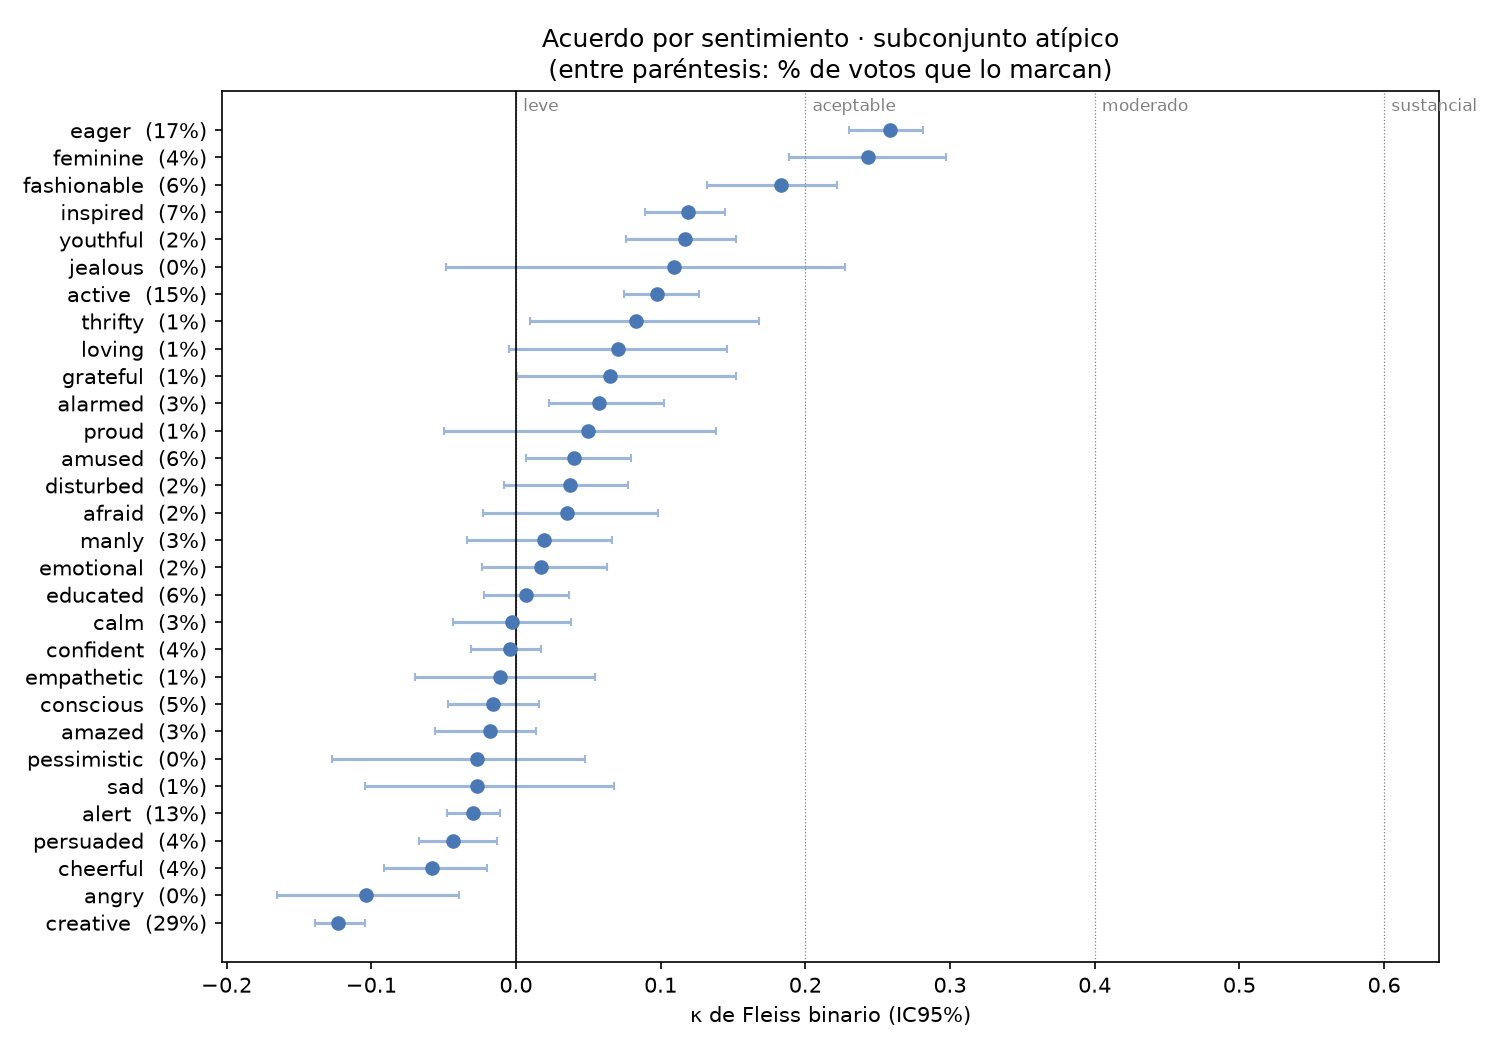 Acuerdo por sentimiento · subconjunto atípico
(entre paréntesis: % de votos que lo marcan)
leve
aceptable
moderado
sustancial
eager (17%)
feminine (4%)
fashionable (6%)
inspired (7%)
youthful (2%)
jealous (0%)
active (15%)
thrifty (1%)
loving (1%)
grateful (1%)
alarmed (3%)
proud (1%)
amused (6%)
disturbed (2%)
afraid (2%)
manly (3%)
emotional (2%)
educated (6%)
calm (3%)
confident (4%)
empathetic (1%)
conscious (5%)
amazed (3%)
pessimistic (0%)
sad (1%)
alert (13%)
persuaded (4%)
cheerful (4%)
angry (0%)
creative (29%)
−0.2 −0.1 0.0 0.1 0.2 0.3 0.4 0.5 0.6
κ de Fleiss binario (IC95%)